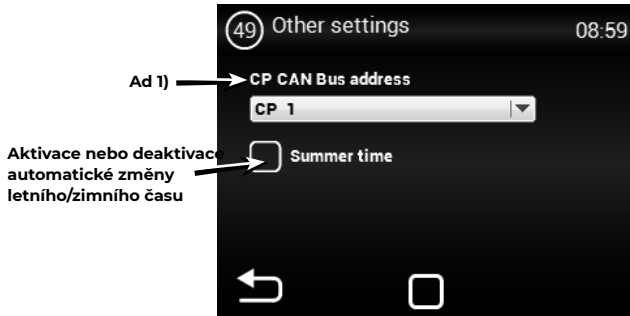 49 Other settings 08:59
Ad 1) CP CAN Bus address
CP 1
Aktivace nebo deaktivace
automatické změny
letního/zimního času
Summer time